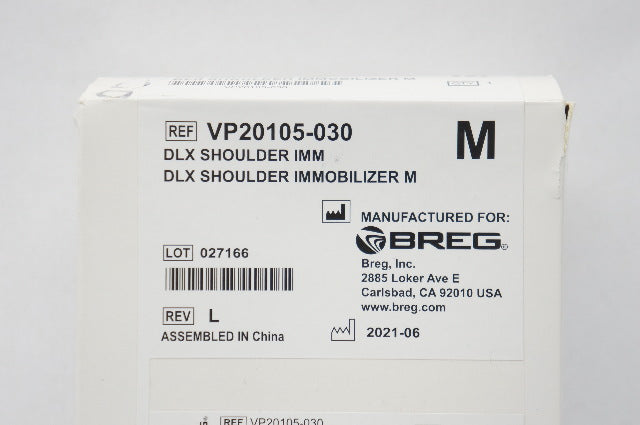 IMMOBILIZER M
REF VP20105-030
M
DLX SHOULDER IMM
DLX SHOULDER IMMOBILIZER M
MANUFACTURED FOR:
BREG®
LOT 027166
Breg, Inc.
2885 Loker Ave E
Carlsbad, CA 92010 USA
www.breg.com
REV L
ASSEMBLED IN China
2021-06
REF VP20105-030